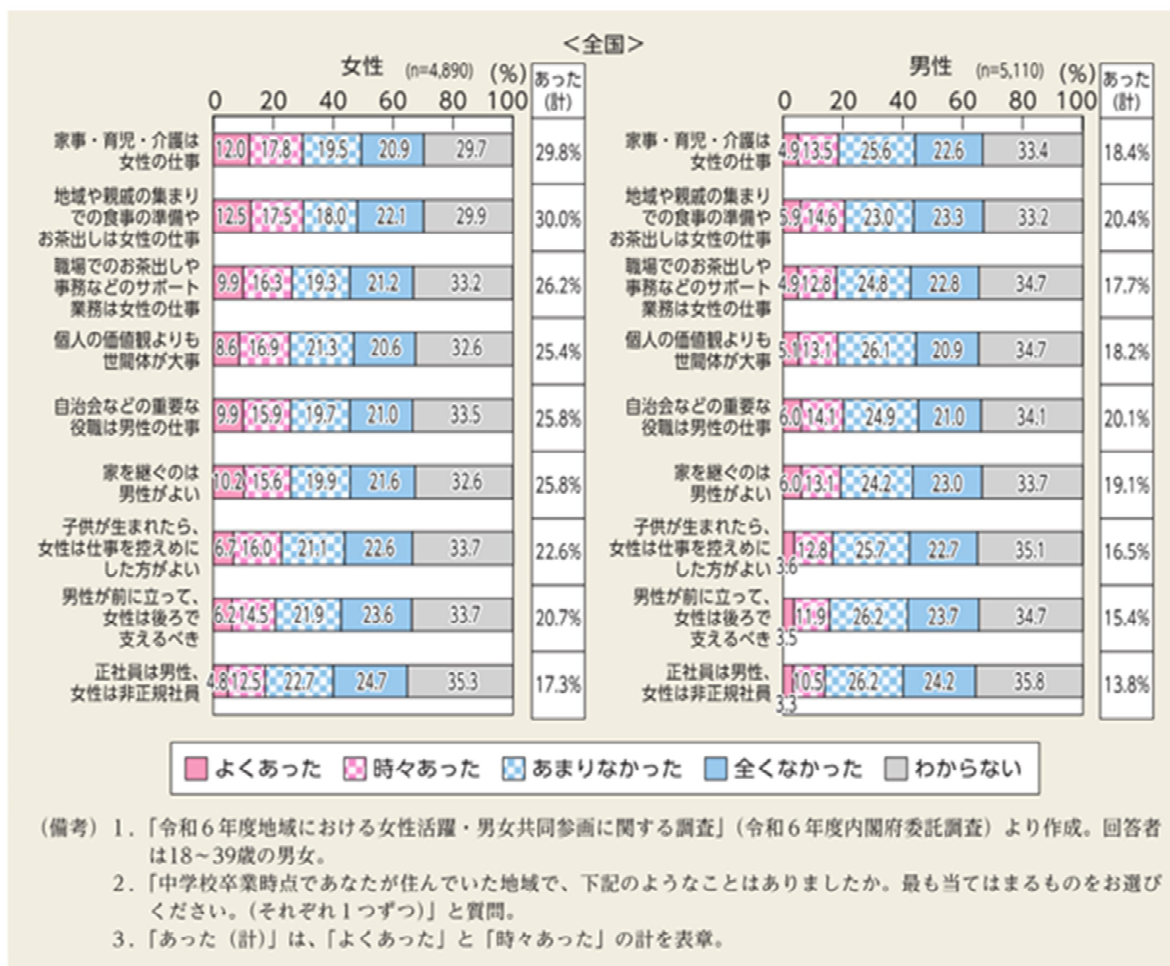 ＜全国＞
女性 (n=4,890) (%) あった(計)
0 20 40 60 80 100
家事・育児・介護は
女性の仕事
12.0 17.8 19.5 20.9 29.7 29.8%
地域や親戚の集まり
での食事の準備や
お茶出しは女性の仕事
12.5 17.5 18.0 22.1 29.9 30.0%
職場でのお茶出しや
事務などのサポート
業務は女性の仕事
9.9 16.3 19.3 21.2 33.2 26.2%
個人の価値観よりも
世間体が大事
8.6 16.9 21.3 20.6 32.6 25.4%
自治会などの重要な
役職は男性の仕事
9.9 15.9 19.7 21.0 33.5 25.8%
家を継ぐのは
男性がよい
10.2 15.6 19.9 21.6 32.6 25.8%
子供が生まれたら、
女性は仕事を控えめに
した方がよい
6.7 16.0 21.1 22.6 33.7 22.6%
男性が前に立って、
女性は後ろで
支えるべき
6.2 14.5 21.9 23.6 33.7 20.7%
正社員は男性、
女性は非正規社員
4.8 12.5 22.7 24.7 35.3 17.3%
男性 (n=5,110) (%) あった(計)
0 20 40 60 80 100
家事・育児・介護は
女性の仕事
4.9 13.5 25.6 22.6 33.4 18.4%
地域や親戚の集まり
での食事の準備や
お茶出しは女性の仕事
5.9 14.6 23.0 23.3 33.2 20.4%
職場でのお茶出しや
事務などのサポート
業務は女性の仕事
4.9 12.8 24.8 22.8 34.7 17.7%
個人の価値観よりも
世間体が大事
5.1 13.1 26.1 20.9 34.7 18.2%
自治会などの重要な
役職は男性の仕事
6.0 14.1 24.9 21.0 34.1 20.1%
家を継ぐのは
男性がよい
6.0 13.1 24.2 23.0 33.7 19.1%
子供が生まれたら、
女性は仕事を控えめに
した方がよい
3.6 12.8 25.7 22.7 35.1 16.5%
男性が前に立って、
女性は後ろで
支えるべき
3.5 11.9 26.2 23.7 34.7 15.4%
正社員は男性、
女性は非正規社員
3.3 10.5 26.2 24.2 35.8 13.8%
よくあった 時々あった あまりなかった 全くなかった わからない
（備考）１．「令和６年度地域における女性活躍・男女共同参画に関する調査」（令和６年度内閣府委託調査）より作成。回答者
は18～39歳の男女。
２．「中学校卒業時点であなたが住んでいた地域で、下記のようなことはありましたか。最も当てはまるものをお選び
ください。（それぞれ１つずつ）」と質問。
３．「あった（計）」は、「よくあった」と「時々あった」の計を表章。